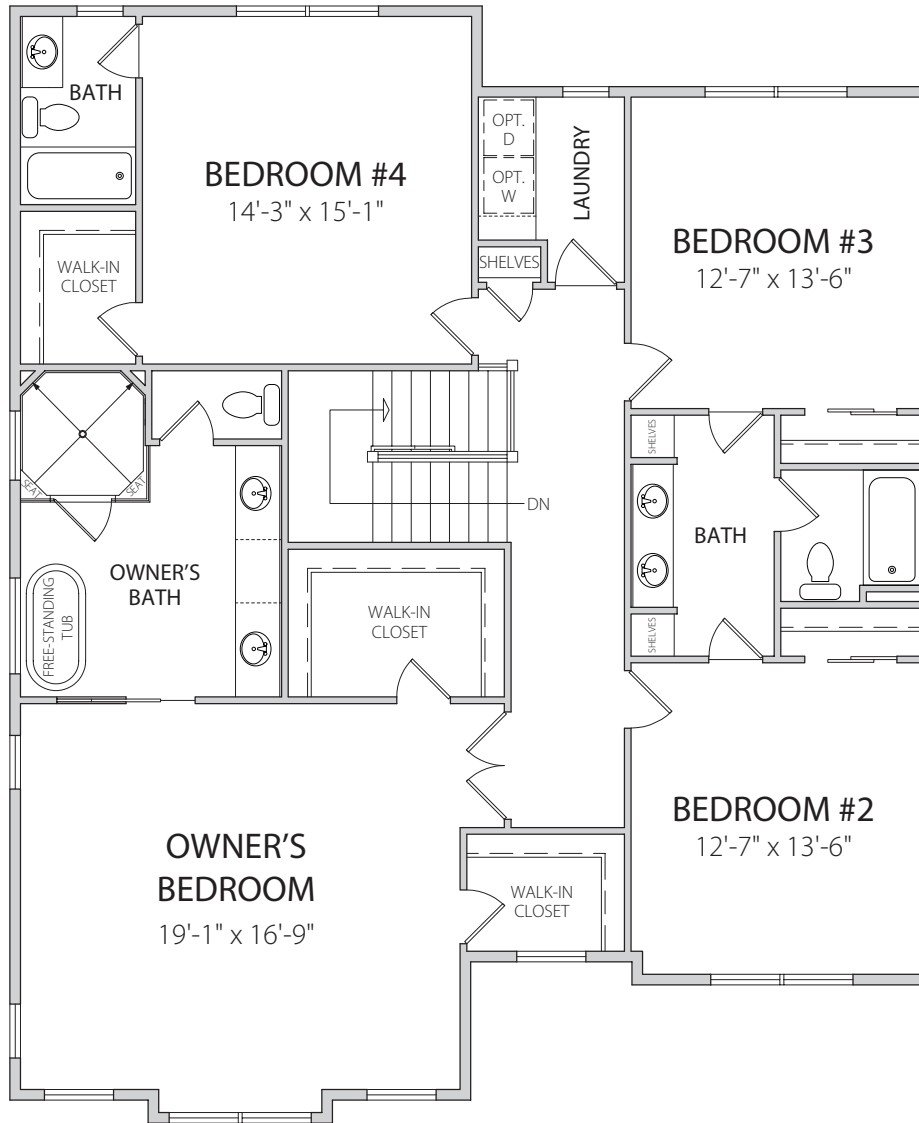 BATH
BEDROOM #4
14'-3" x 15'-1"
OPT.
D
OPT.
W
LAUNDRY
BEDROOM #3
12'-7" x 13'-6"
WALK-IN
CLOSET
SHELVES
SEAT
SEAT
SHELVES
DN
BATH
OWNER'S
BATH
FREE-STANDING
TUB
WALK-IN
CLOSET
SHELVES
BEDROOM #2
12'-7" x 13'-6"
OWNER'S
BEDROOM
19'-1" x 16'-9"
WALK-IN
CLOSET